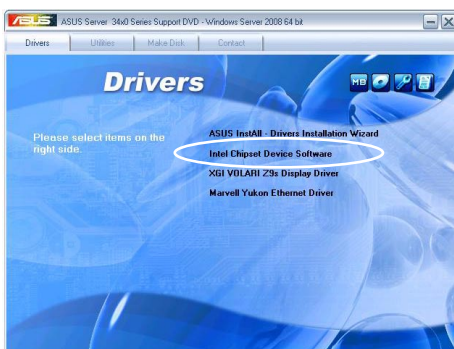 ASUS ASUS Server 34x0 Series Support DVD - Windows Server 2008 64 bit
Drivers Utilities Make Disk Contact
Drivers
MB
Please select items on the
right side.
ASUS InstAll - Drivers Installation Wizard
Intel Chipset Device Software
XGI VOLARI Z9s Display Driver
Marvell Yukon Ethernet Driver